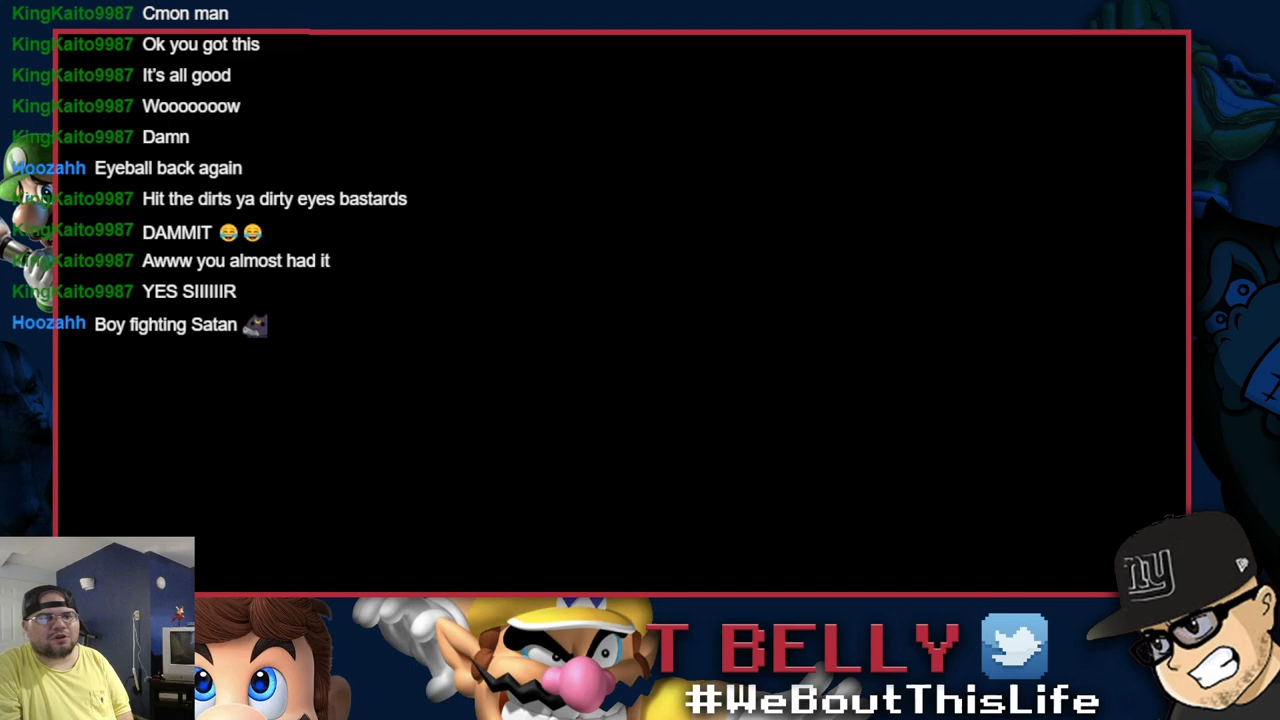 KingKaito9987 Cmon man
KingKaito9987 Ok you got this
KingKaito9987 It's all good
KingKaito9987 Wooooooow
KingKaito9987 Damn
Hoozahh Eyeball back again
KingKaito9987 Hit the dirts ya dirty eyes bastards
KingKaito9987 DAMMIT 😂 😂
KingKaito9987 Awww you almost had it
KingKaito9987 YES SIIIIIIR
Hoozahh Boy fighting Satan
NY
T BELLY
#WeBoutThisLife